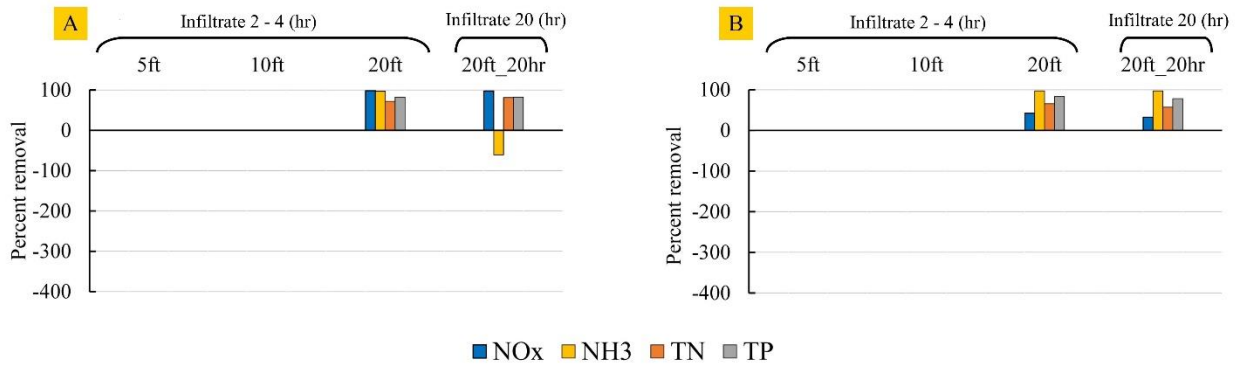 A
Infiltrate 2 - 4 (hr)
Infiltrate 20 (hr)
5ft
10ft
20ft
20ft_20hr
Percent removal
100
0
-100
-200
-300
-400
B
Infiltrate 2 - 4 (hr)
Infiltrate 20 (hr)
5ft
10ft
20ft
20ft_20hr
Percent removal
100
0
-100
-200
-300
-400
NOx NH3 TN TP